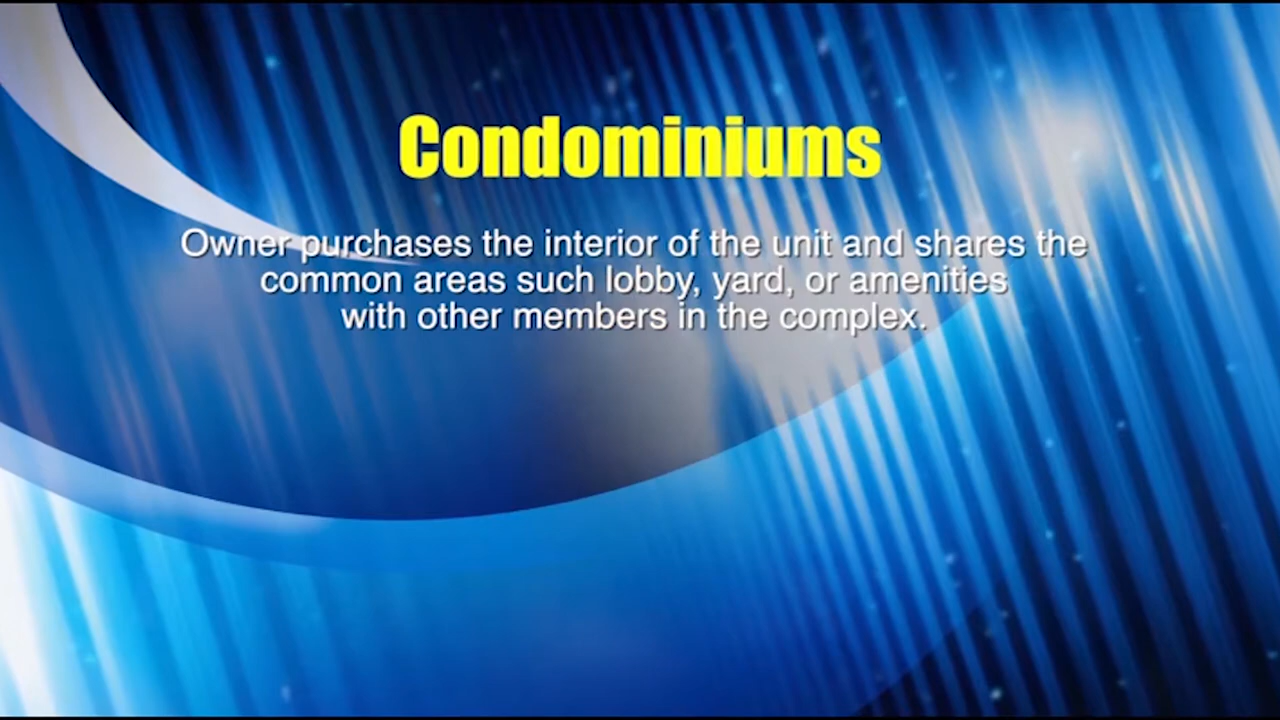 Condominiums
Owner purchases the interior of the unit and shares the
common areas such lobby, yard, or amenities
with other members in the complex.